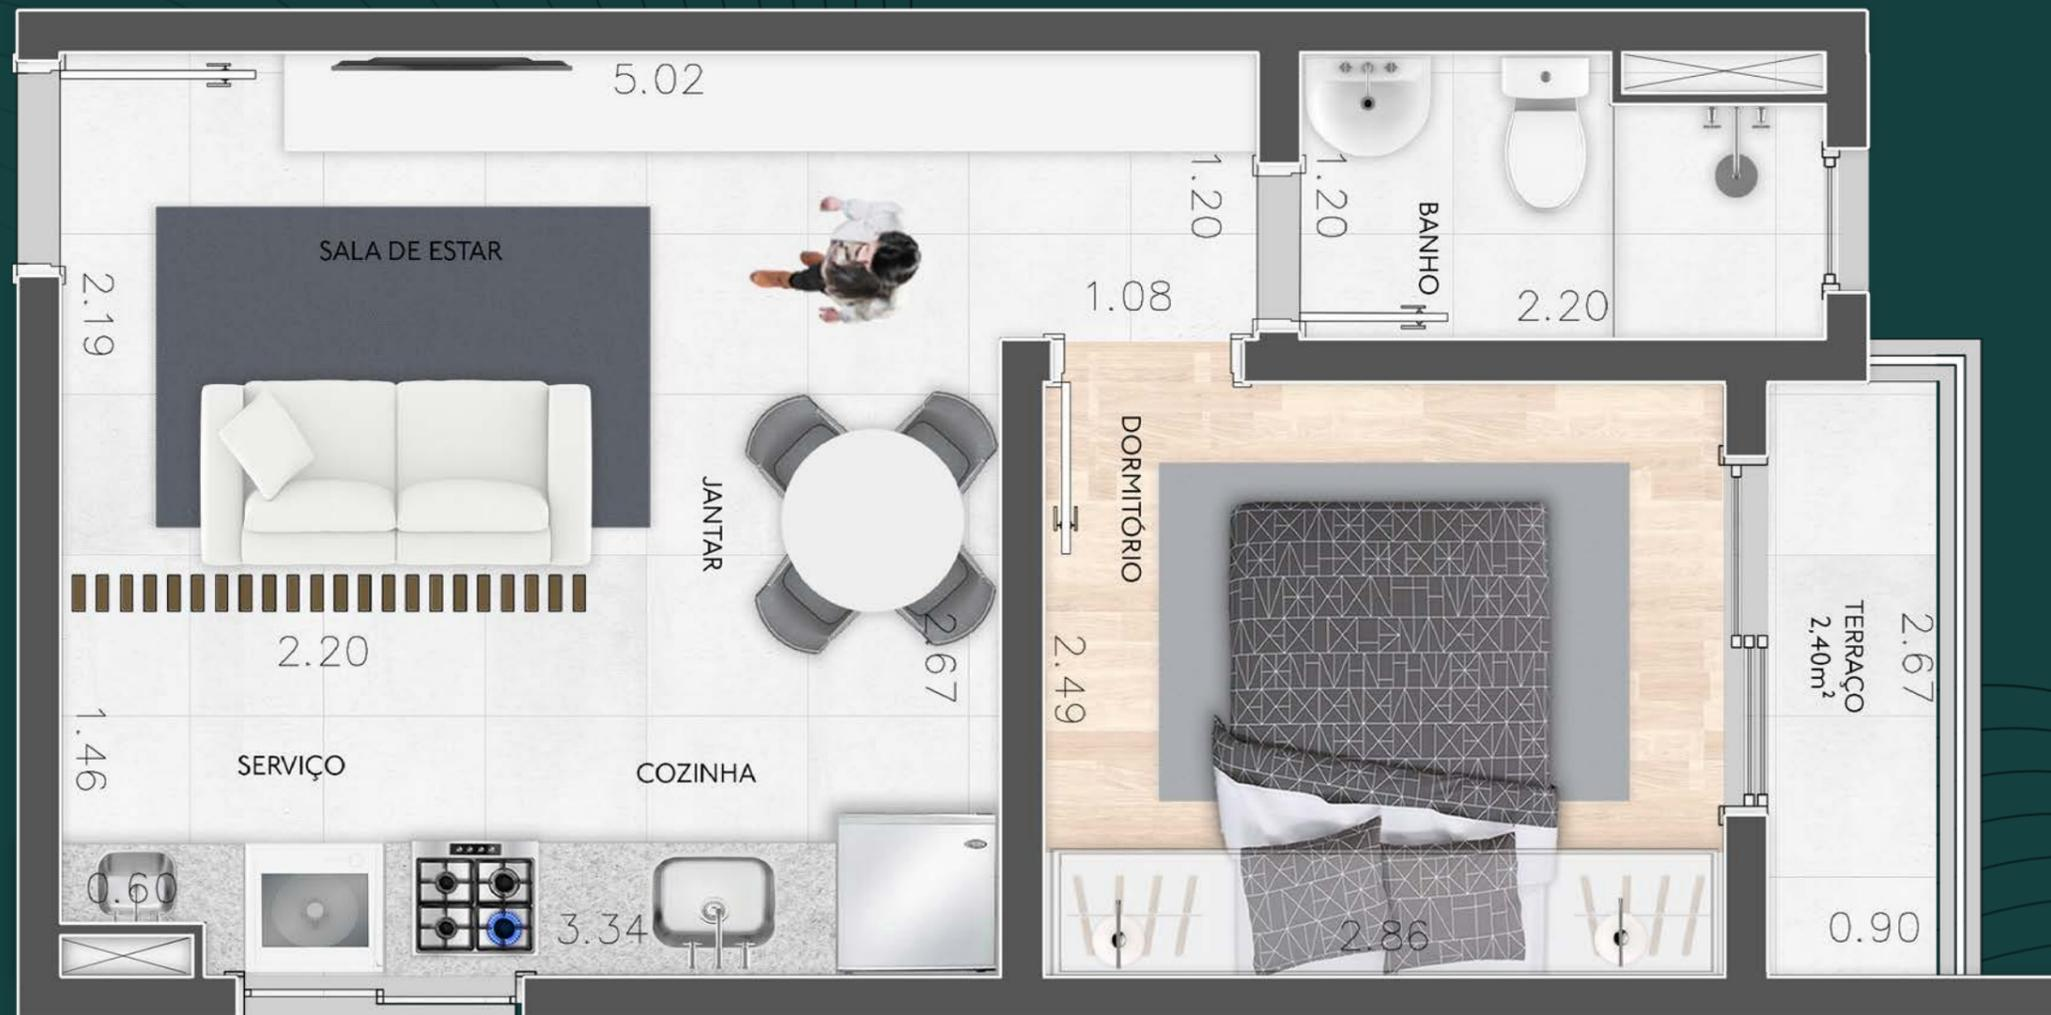 5.02
1.20
1.20
BANHO
SALA DE ESTAR
2.19
1.08
2.20
DORMITÓRIO
JANTAR
2.67
2.49
TERRAÇO
2,40m²
2.67
2.20
1.46
SERVIÇO
COZINHA
0.60
3.34
2.86
0.90